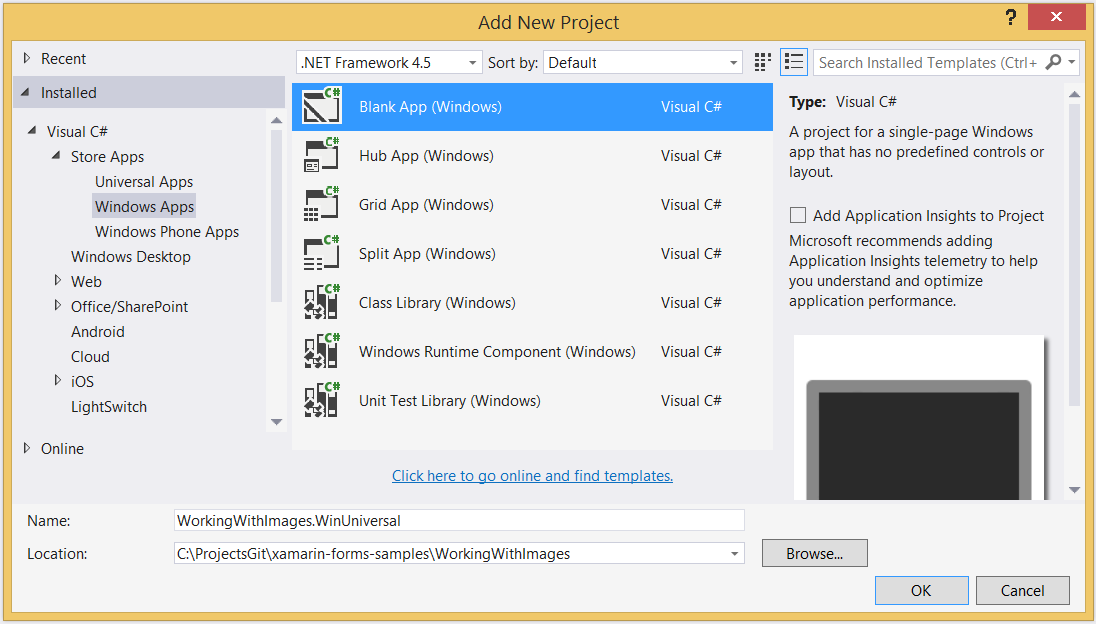 Add New Project
?
Recent
Installed
Visual C#
Store Apps
Universal Apps
Windows Apps
Windows Phone Apps
Windows Desktop
Web
Office/SharePoint
Android
Cloud
iOS
LightSwitch
Online
.NET Framework 4.5 Sort by: Default
Search Installed Templates (Ctrl+
C# Blank App (Windows) Visual C#
C# Hub App (Windows) Visual C#
C# Grid App (Windows) Visual C#
C# Split App (Windows) Visual C#
C# Class Library (Windows) Visual C#
C# Windows Runtime Component (Windows) Visual C#
C# Unit Test Library (Windows) Visual C#
Click here to go online and find templates.
Type: Visual C#
A project for a single-page Windows
app that has no predefined controls or
layout.
Add Application Insights to Project
Microsoft recommends adding
Application Insights telemetry to help
you understand and optimize
application performance.
Name: WorkingWithImages.WinUniversal
Location: C:\ProjectsGit\xamarin-forms-samples\WorkingWithImages
Browse...
OK Cancel